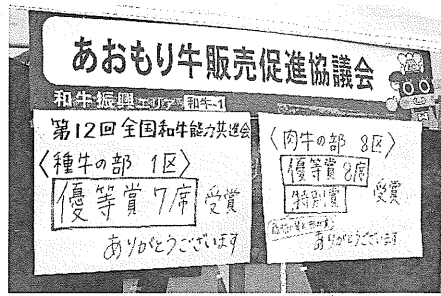 あおもり牛販売促進協議会
和牛振興エリア 和牛-1
第12回全国和牛能力共進会
〈種牛の部 1区〉
優等賞7席 受賞
ありがとうございます
〈肉牛の部 8区〉
優等賞8席
特別賞 受賞
ありがとうございます